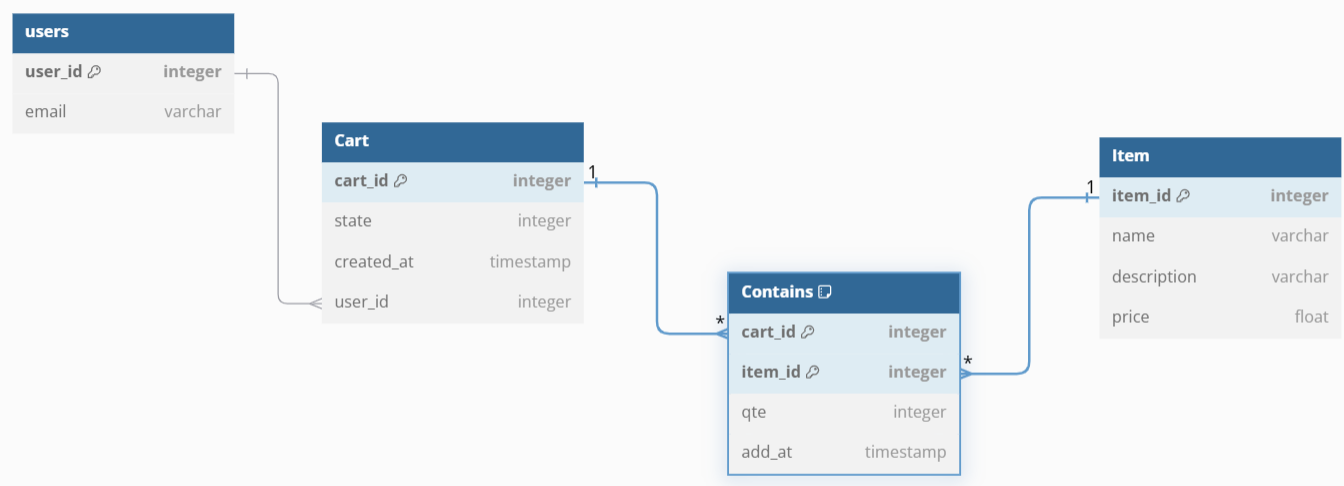 users
user_id integer
email varchar
Cart
cart_id integer
state integer
created_at timestamp
user_id integer
1
*
Contains
cart_id integer
item_id integer
qte integer
add_at timestamp
*
1
Item
item_id integer
name varchar
description varchar
price float